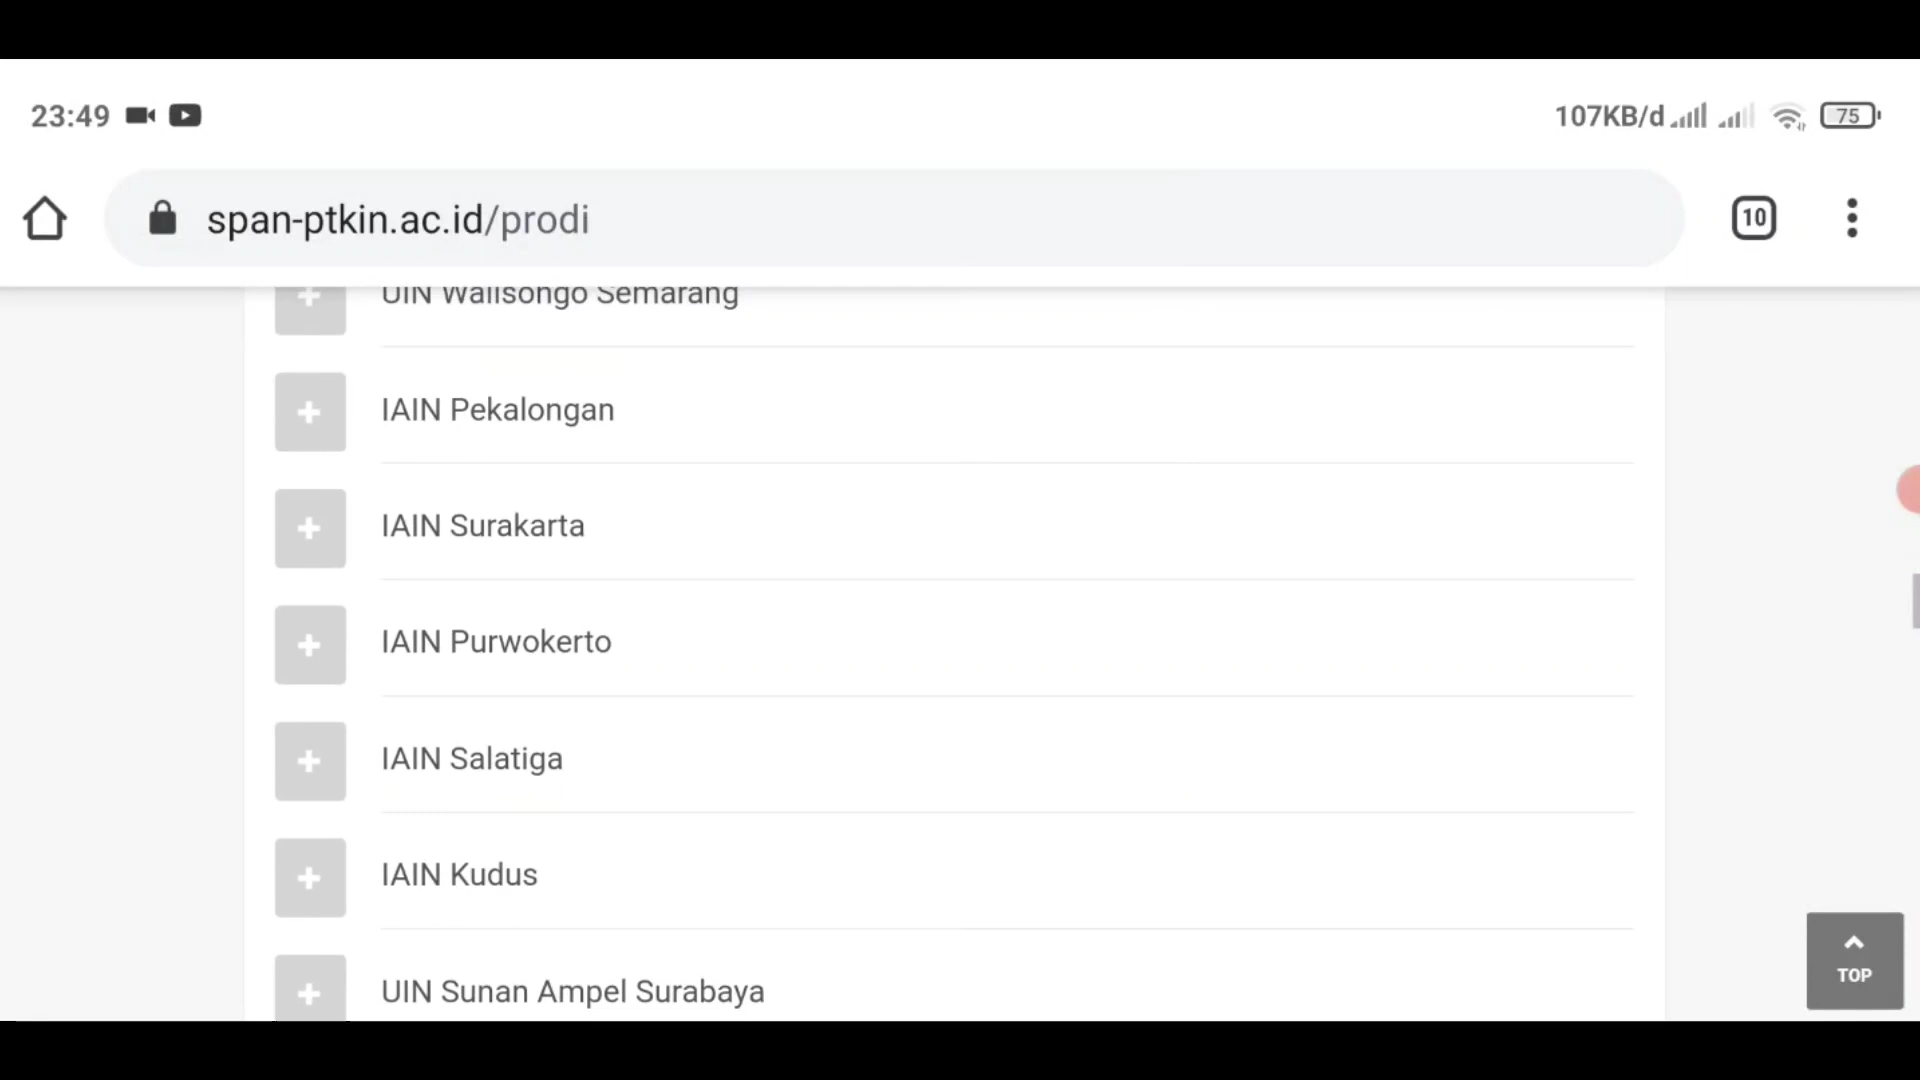 23:49
107KB/d
75
span-ptkin.ac.id/prodi
10
UIN Walisongo Semarang
IAIN Pekalongan
IAIN Surakarta
IAIN Purwokerto
IAIN Salatiga
IAIN Kudus
UIN Sunan Ampel Surabaya
TOP